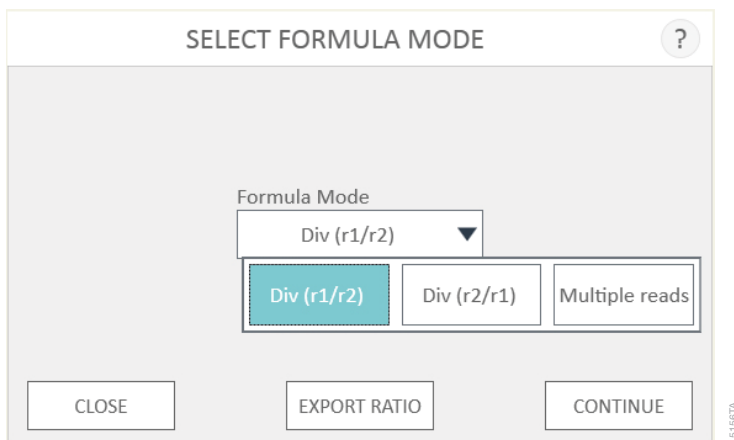 SELECT FORMULA MODE ?
Formula Mode
Div (r1/r2)
Div (r1/r2) Div (r2/r1) Multiple reads
CLOSE EXPORT RATIO CONTINUE